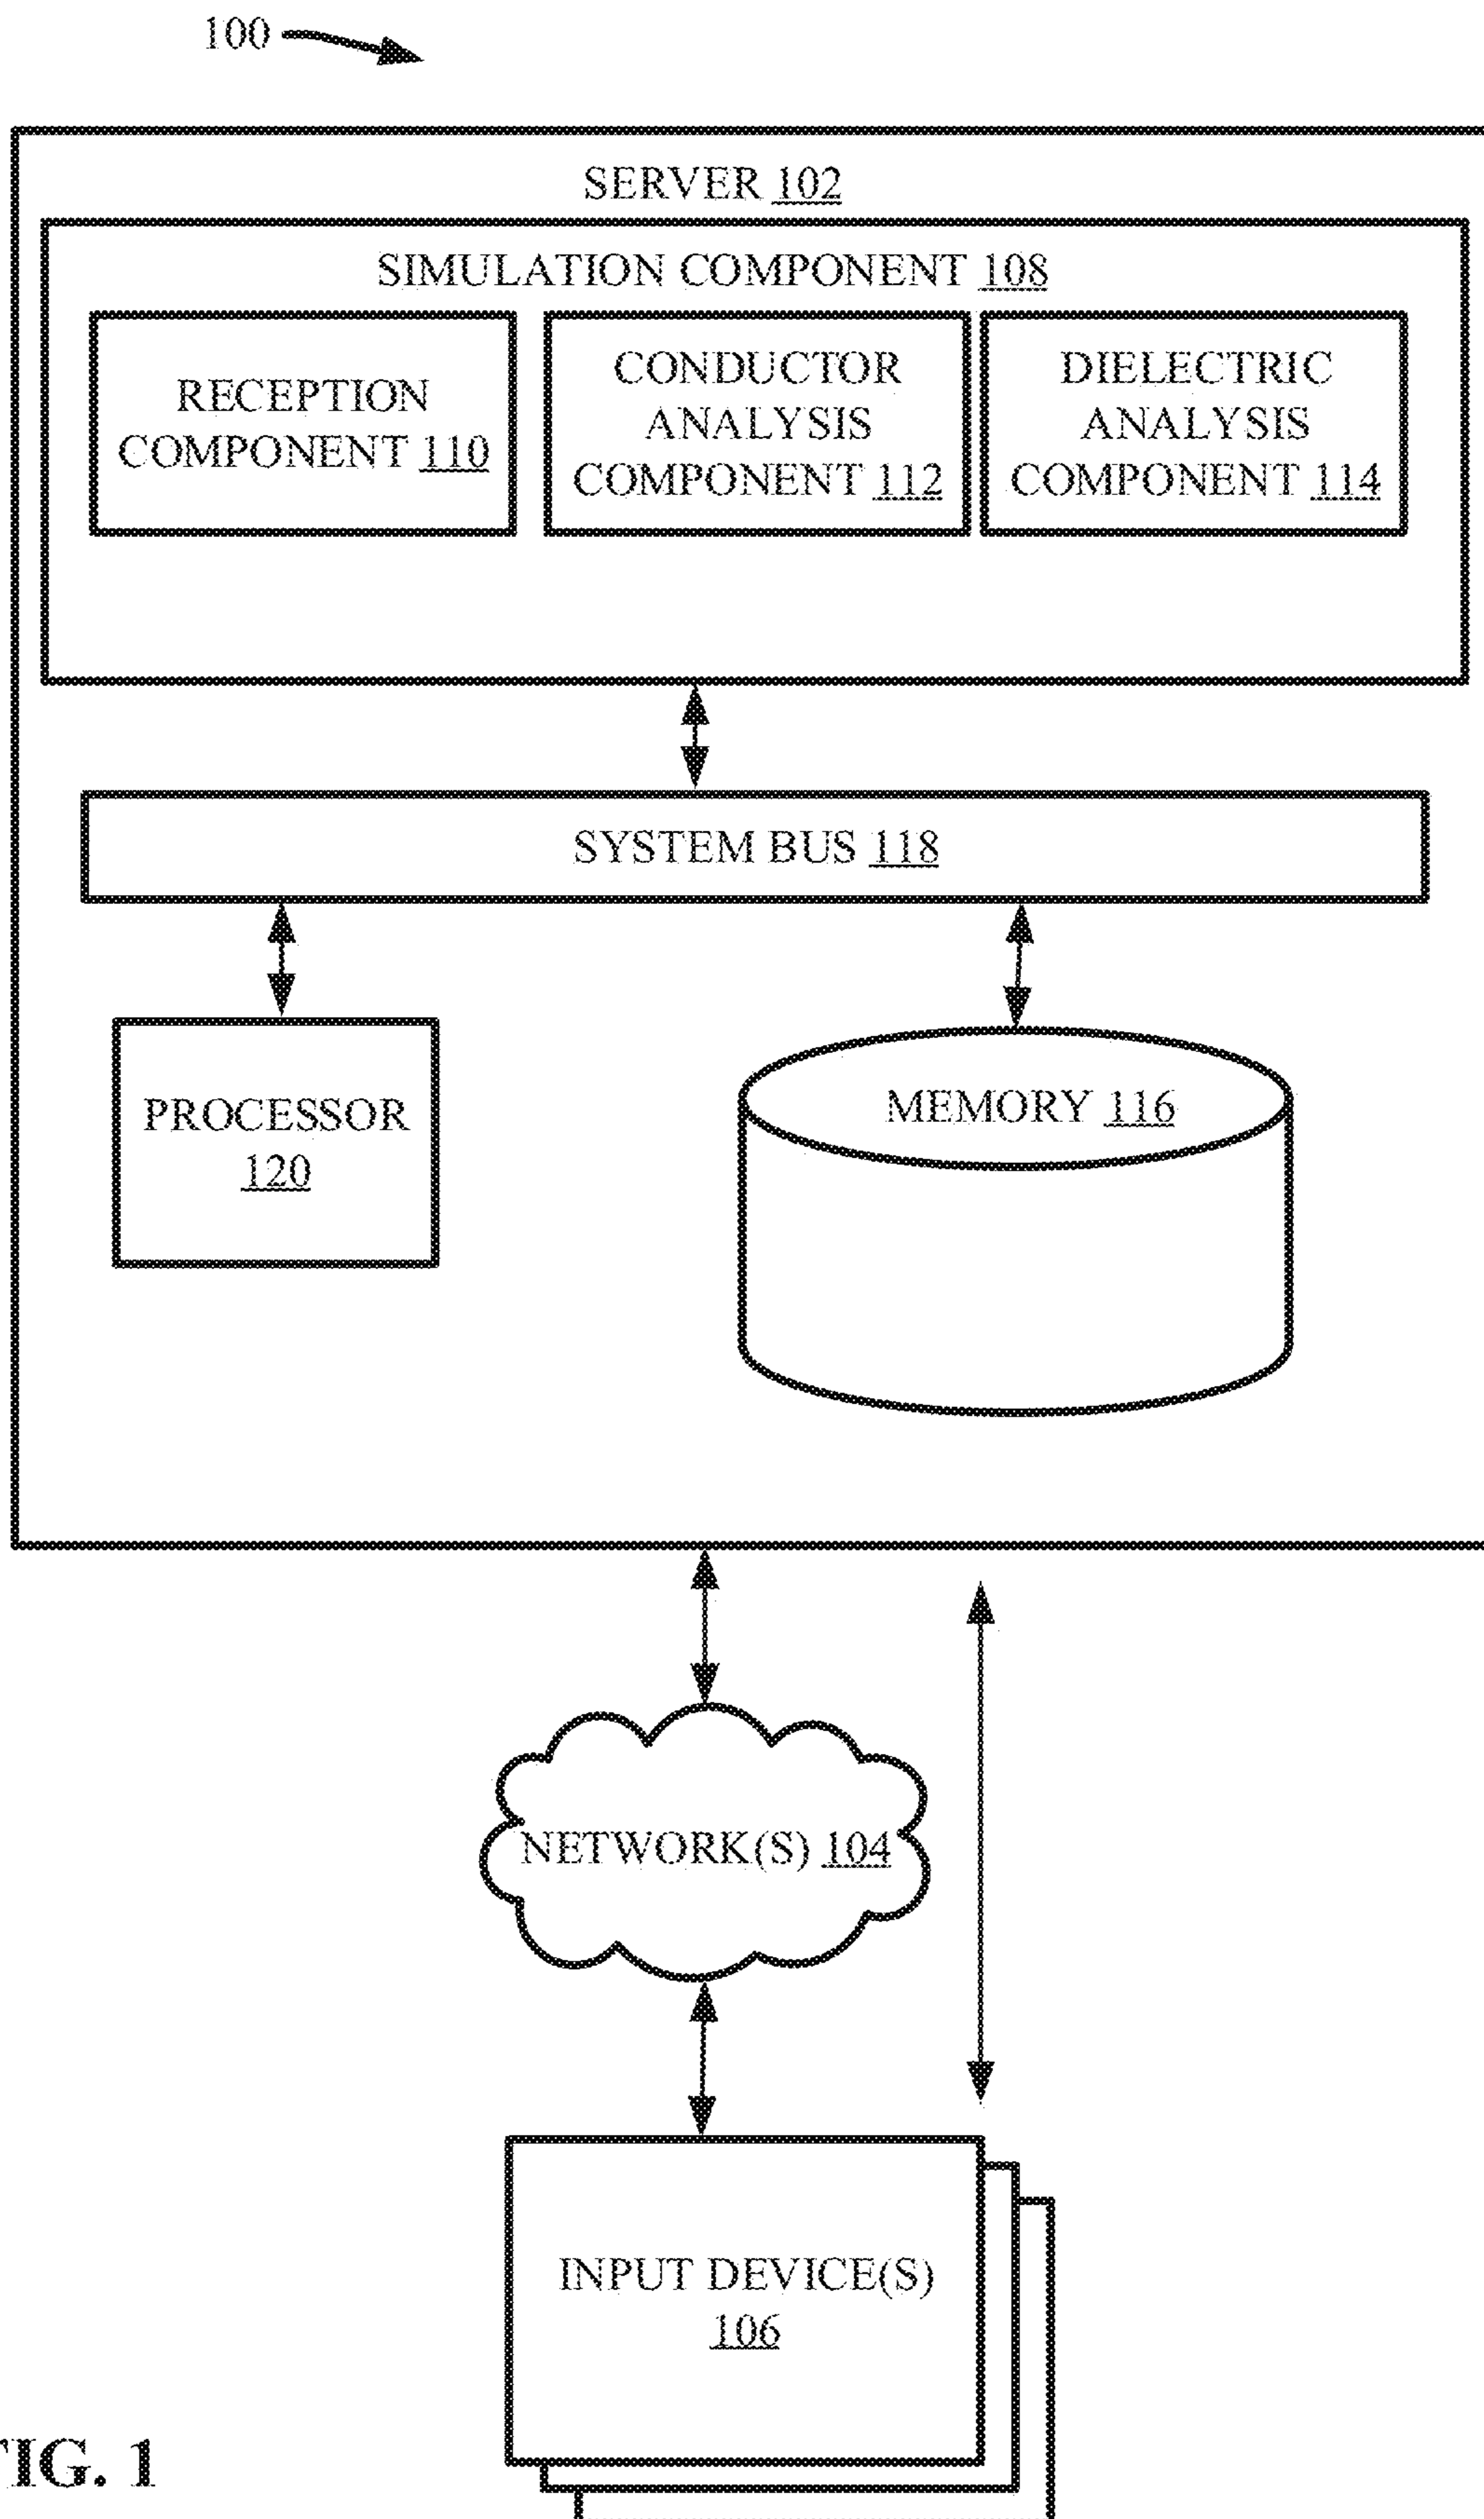 100
SERVER 102
SIMULATION COMPONENT 108
RECEPTION
COMPONENT 110
CONDUCTOR
ANALYSIS
COMPONENT 112
DIELECTRIC
ANALYSIS
COMPONENT 114
SYSTEM BUS 118
PROCESSOR
120
MEMORY 116
NETWORK(S) 104
INPUT DEVICE(S)
106
FIG. 1